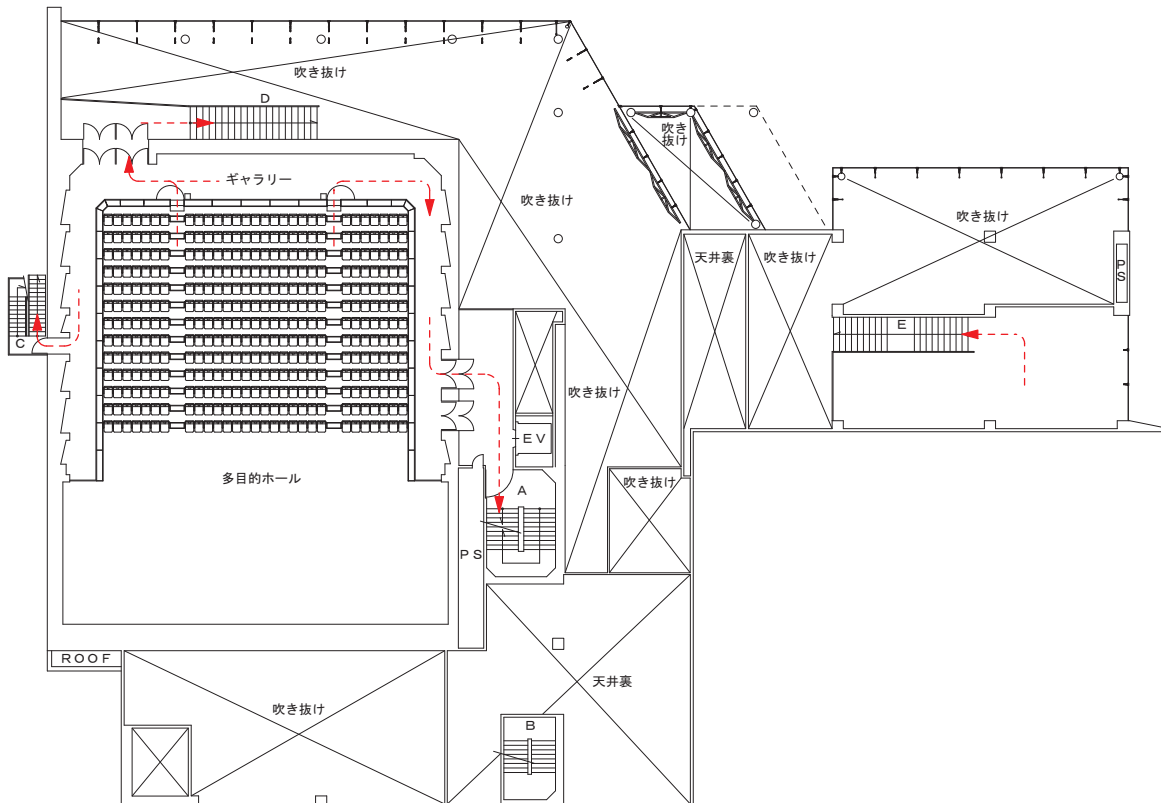 吹き抜け
D
吹き
抜け
ギャラリー
吹き抜け
吹き抜け
天井裏
吹き抜け
PS
E
C
吹き抜け
EV
多目的ホール
吹き抜け
A
PS
ROOF
天井裏
吹き抜け
B